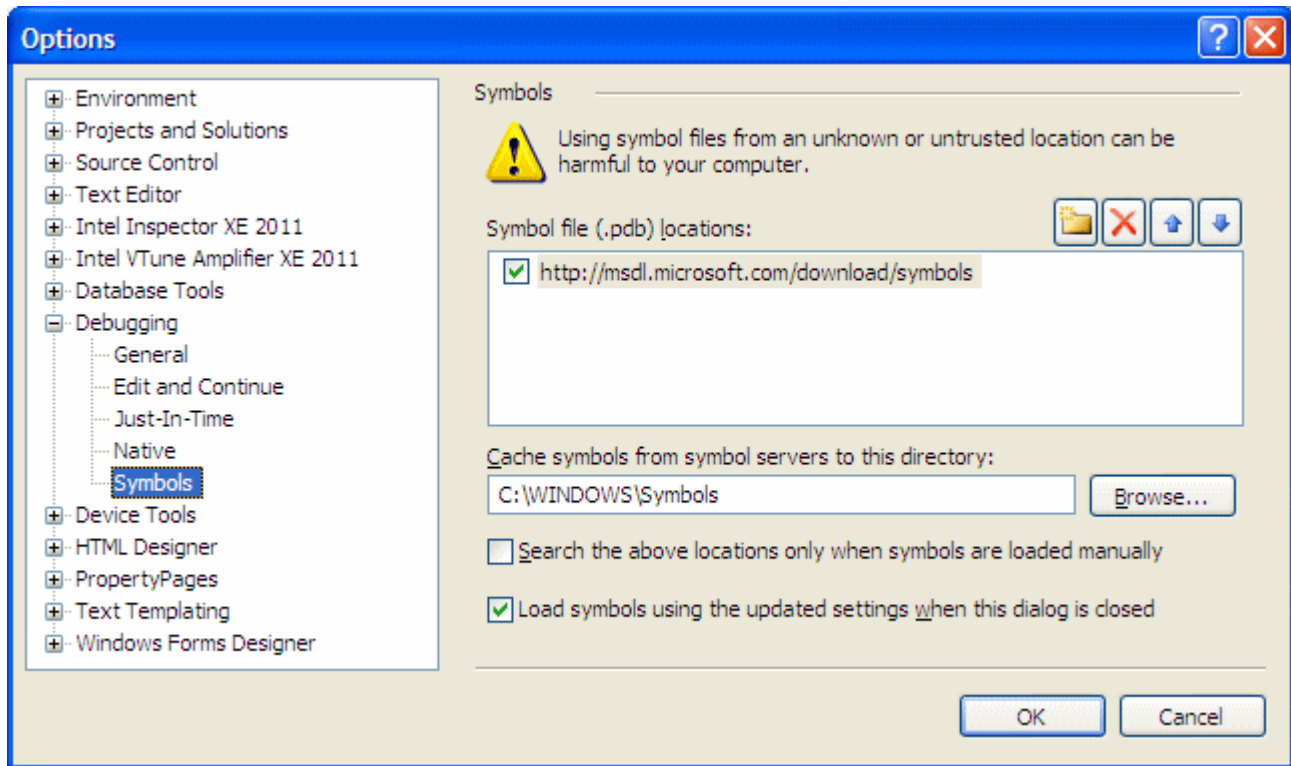 Options
Environment
Projects and Solutions
Source Control
Text Editor
Intel Inspector XE 2011
Intel VTune Amplifier XE 2011
Database Tools
Debugging
General
Edit and Continue
Just-In-Time
Native
Symbols
Device Tools
HTML Designer
PropertyPages
Text Templating
Windows Forms Designer
Symbols
Using symbol files from an unknown or untrusted location can be
harmful to your computer.
Symbol file (.pdb) locations:
http://msdl.microsoft.com/download/symbols
Cache symbols from symbol servers to this directory:
C:\WINDOWS\Symbols
Browse...
Search the above locations only when symbols are loaded manually
Load symbols using the updated settings when this dialog is closed
OK
Cancel